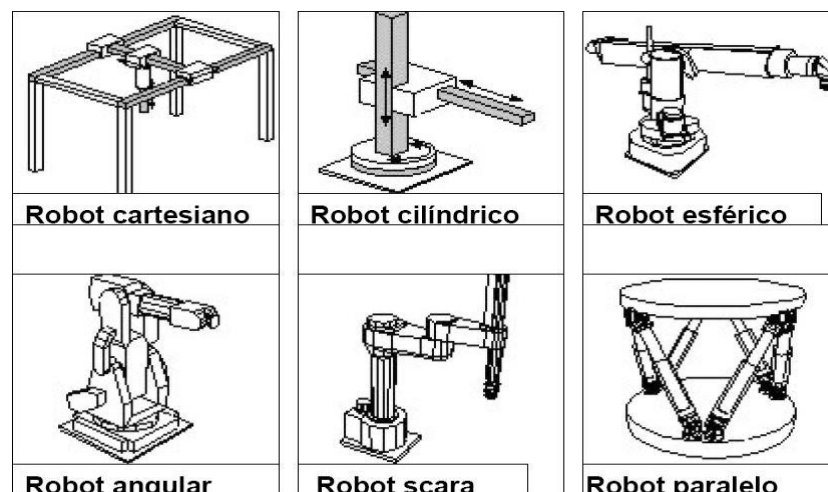 Robot cartesiano
Robot cilíndrico
Robot esférico
Robot angular
Robot scara
Robot paralelo